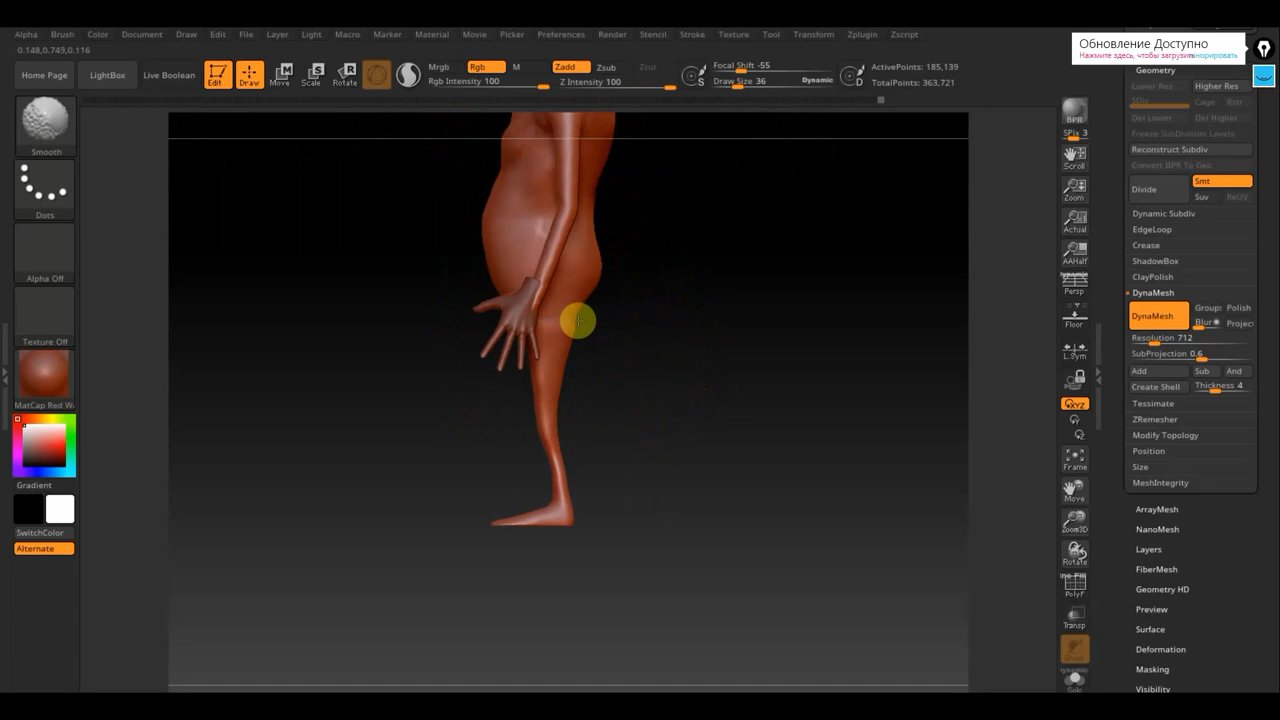 Alpha Brush Color Document Draw Edit File Layer Light Macro Marker Material Movie Picker Preferences Render Stencil Stroke Texture Tool Transform Zplugin Zscript
0.148,0.749,0.116
Обновление Доступно
Нажмите здесь, чтобы загрузить
Home Page
LightBox
Live Boolean
Edit
Draw
Move
Scale
Rotate
Mrgb
Rgb
M
Rgb Intensity 100
Zadd
Zsub
Zcut
Z Intensity 100
S
Focal Shift -55
Draw Size 36
Dynamic
D
ActivePoints: 185,139
TotalPoints: 363,721
Smooth
Dots
Alpha Off
Texture Off
MatCap Red W
Gradient
SwitchColor
Alternate
BPR
SPix 3
Scroll
Zoom
Actual
AAHalf
Dynamic
Persp
Floor
L.Sym
XYZ
Y
Z
Frame
Move
Zoom3D
Rotate
PolyF
Transp
Dynamic
Solo
Geometry
Lower Res
Higher Res
SDiv
Cage
Rstr
Del Lower
Del Higher
Freeze SubDivision Levels
Reconstruct Subdiv
Convert BPR To Geo
Divide
Smt
Suv
ReUV
Dynamic Subdiv
EdgeLoop
Crease
ShadowBox
ClayPolish
DynaMesh
DynaMesh
Groups
Polish
Blur
Project
Resolution 712
SubProjection 0.6
Add
Sub
And
Create Shell
Thickness 4
Tessimate
ZRemesher
Modify Topology
Position
Size
MeshIntegrity
ArrayMesh
NanoMesh
Layers
FiberMesh
Geometry HD
Preview
Surface
Deformation
Masking
Visibility